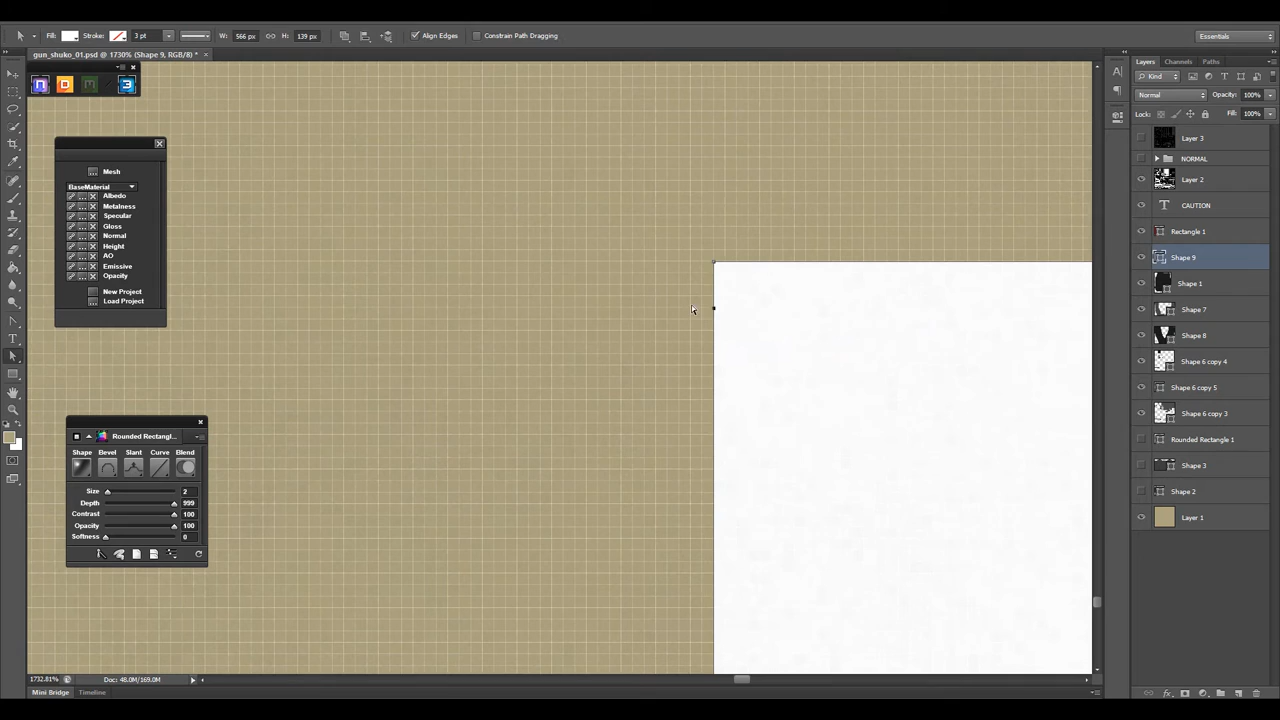 Fill: Stroke: 3 pt W: 566 px H: 139 px Align Edges Constrain Path Dragging Essentials
gun_shuko_01.psd @ 1730% (Shape 9, RGB/8) * ×
Mesh
BaseMaterial
Albedo
Metalness
Specular
Gloss
Normal
Height
AO
Emissive
Opacity
New Project
Load Project
Rounded Rectangl...
Shape Bevel Slant Curve Blend
Size 2
Depth 999
Contrast 100
Opacity 100
Softness 0
1732.81% Doc: 48.0M/169.0M
Mini Bridge Timeline
Layers Channels Paths
Kind
Normal Opacity: 100%
Lock: Fill: 100%
Layer 3
NORMAL
Layer 2
T CAUTION
Rectangle 1
Shape 9
Shape 1
Shape 7
Shape 8
Shape 6 copy 4
Shape 6 copy 5
Shape 6 copy 3
Rounded Rectangle 1
Shape 3
Shape 2
Layer 1